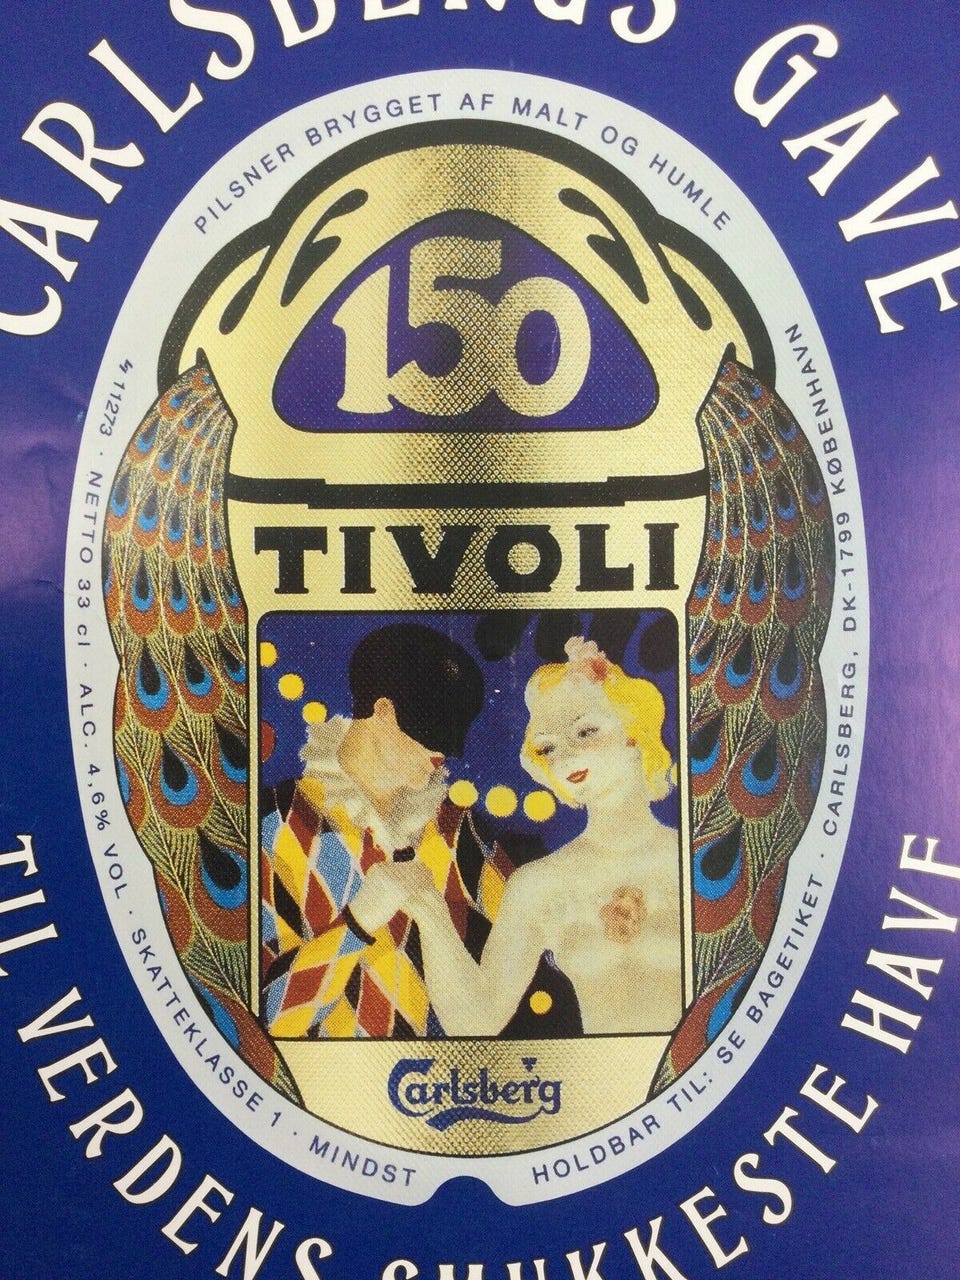 CARLSBERGS GAVE
PILSNER BRYGGET AF MALT OG HUMLE
150
TIVOLI
Carlsberg
ϟ 11273 · NETTO 33 cl · ALC. 4,6% VOL · SKATTEKLASSE 1 · MINDST
HOLDBAR TIL: SE BAGETIKET · CARLSBERG, DK-1799 KØBENHAVN
TIL VERDENS SMUKKESTE HAVE